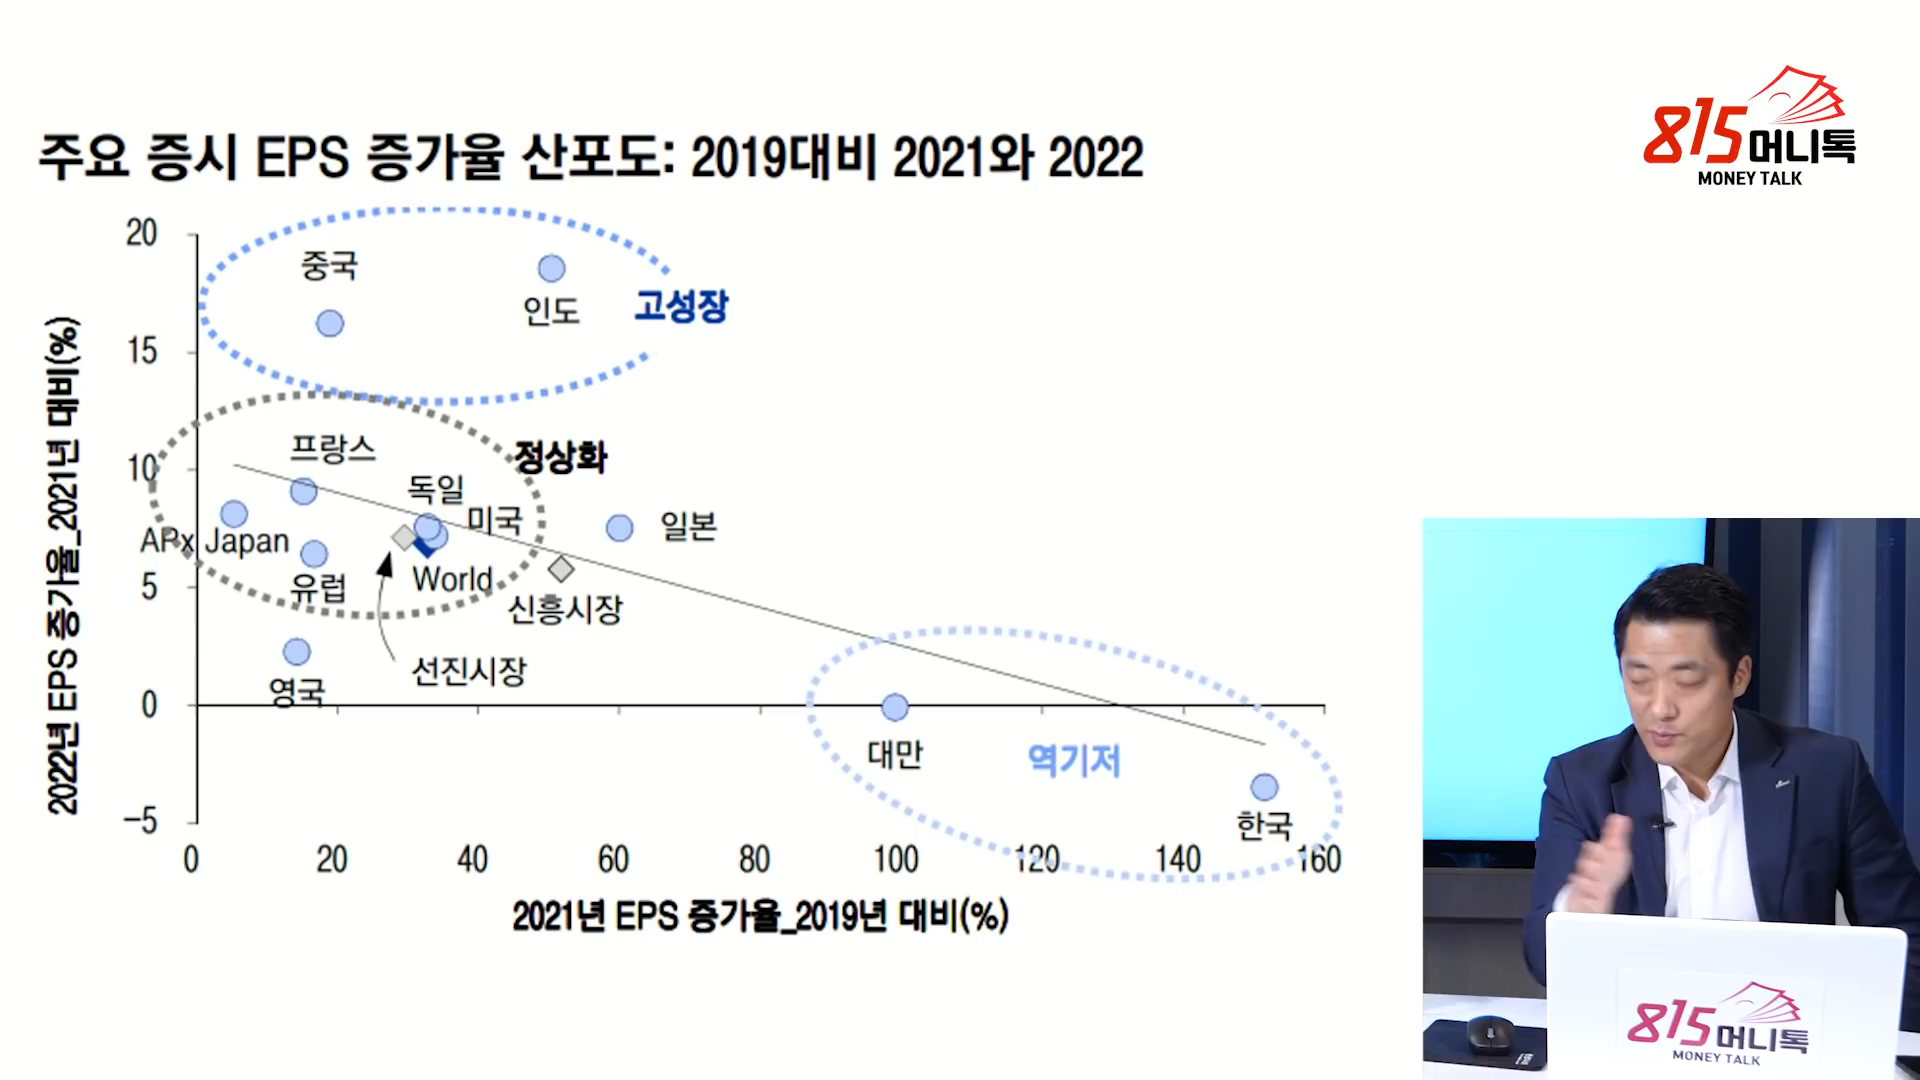 815머니톡
MONEY TALK
주요 증시 EPS 증가율 산포도: 2019대비 2021와 2022
2022년 EPS 증가율_2021년 대비(%)
20
15
10
5
0
-5
중국
인도
고성장
프랑스
정상화
독일
미국
일본
APx Japan
유럽
World
신흥시장
선진시장
영국
대만
역기저
한국
0
20
40
60
80
100
120
140
160
2021년 EPS 증가율_2019년 대비(%)
815머니톡
MONEY TALK